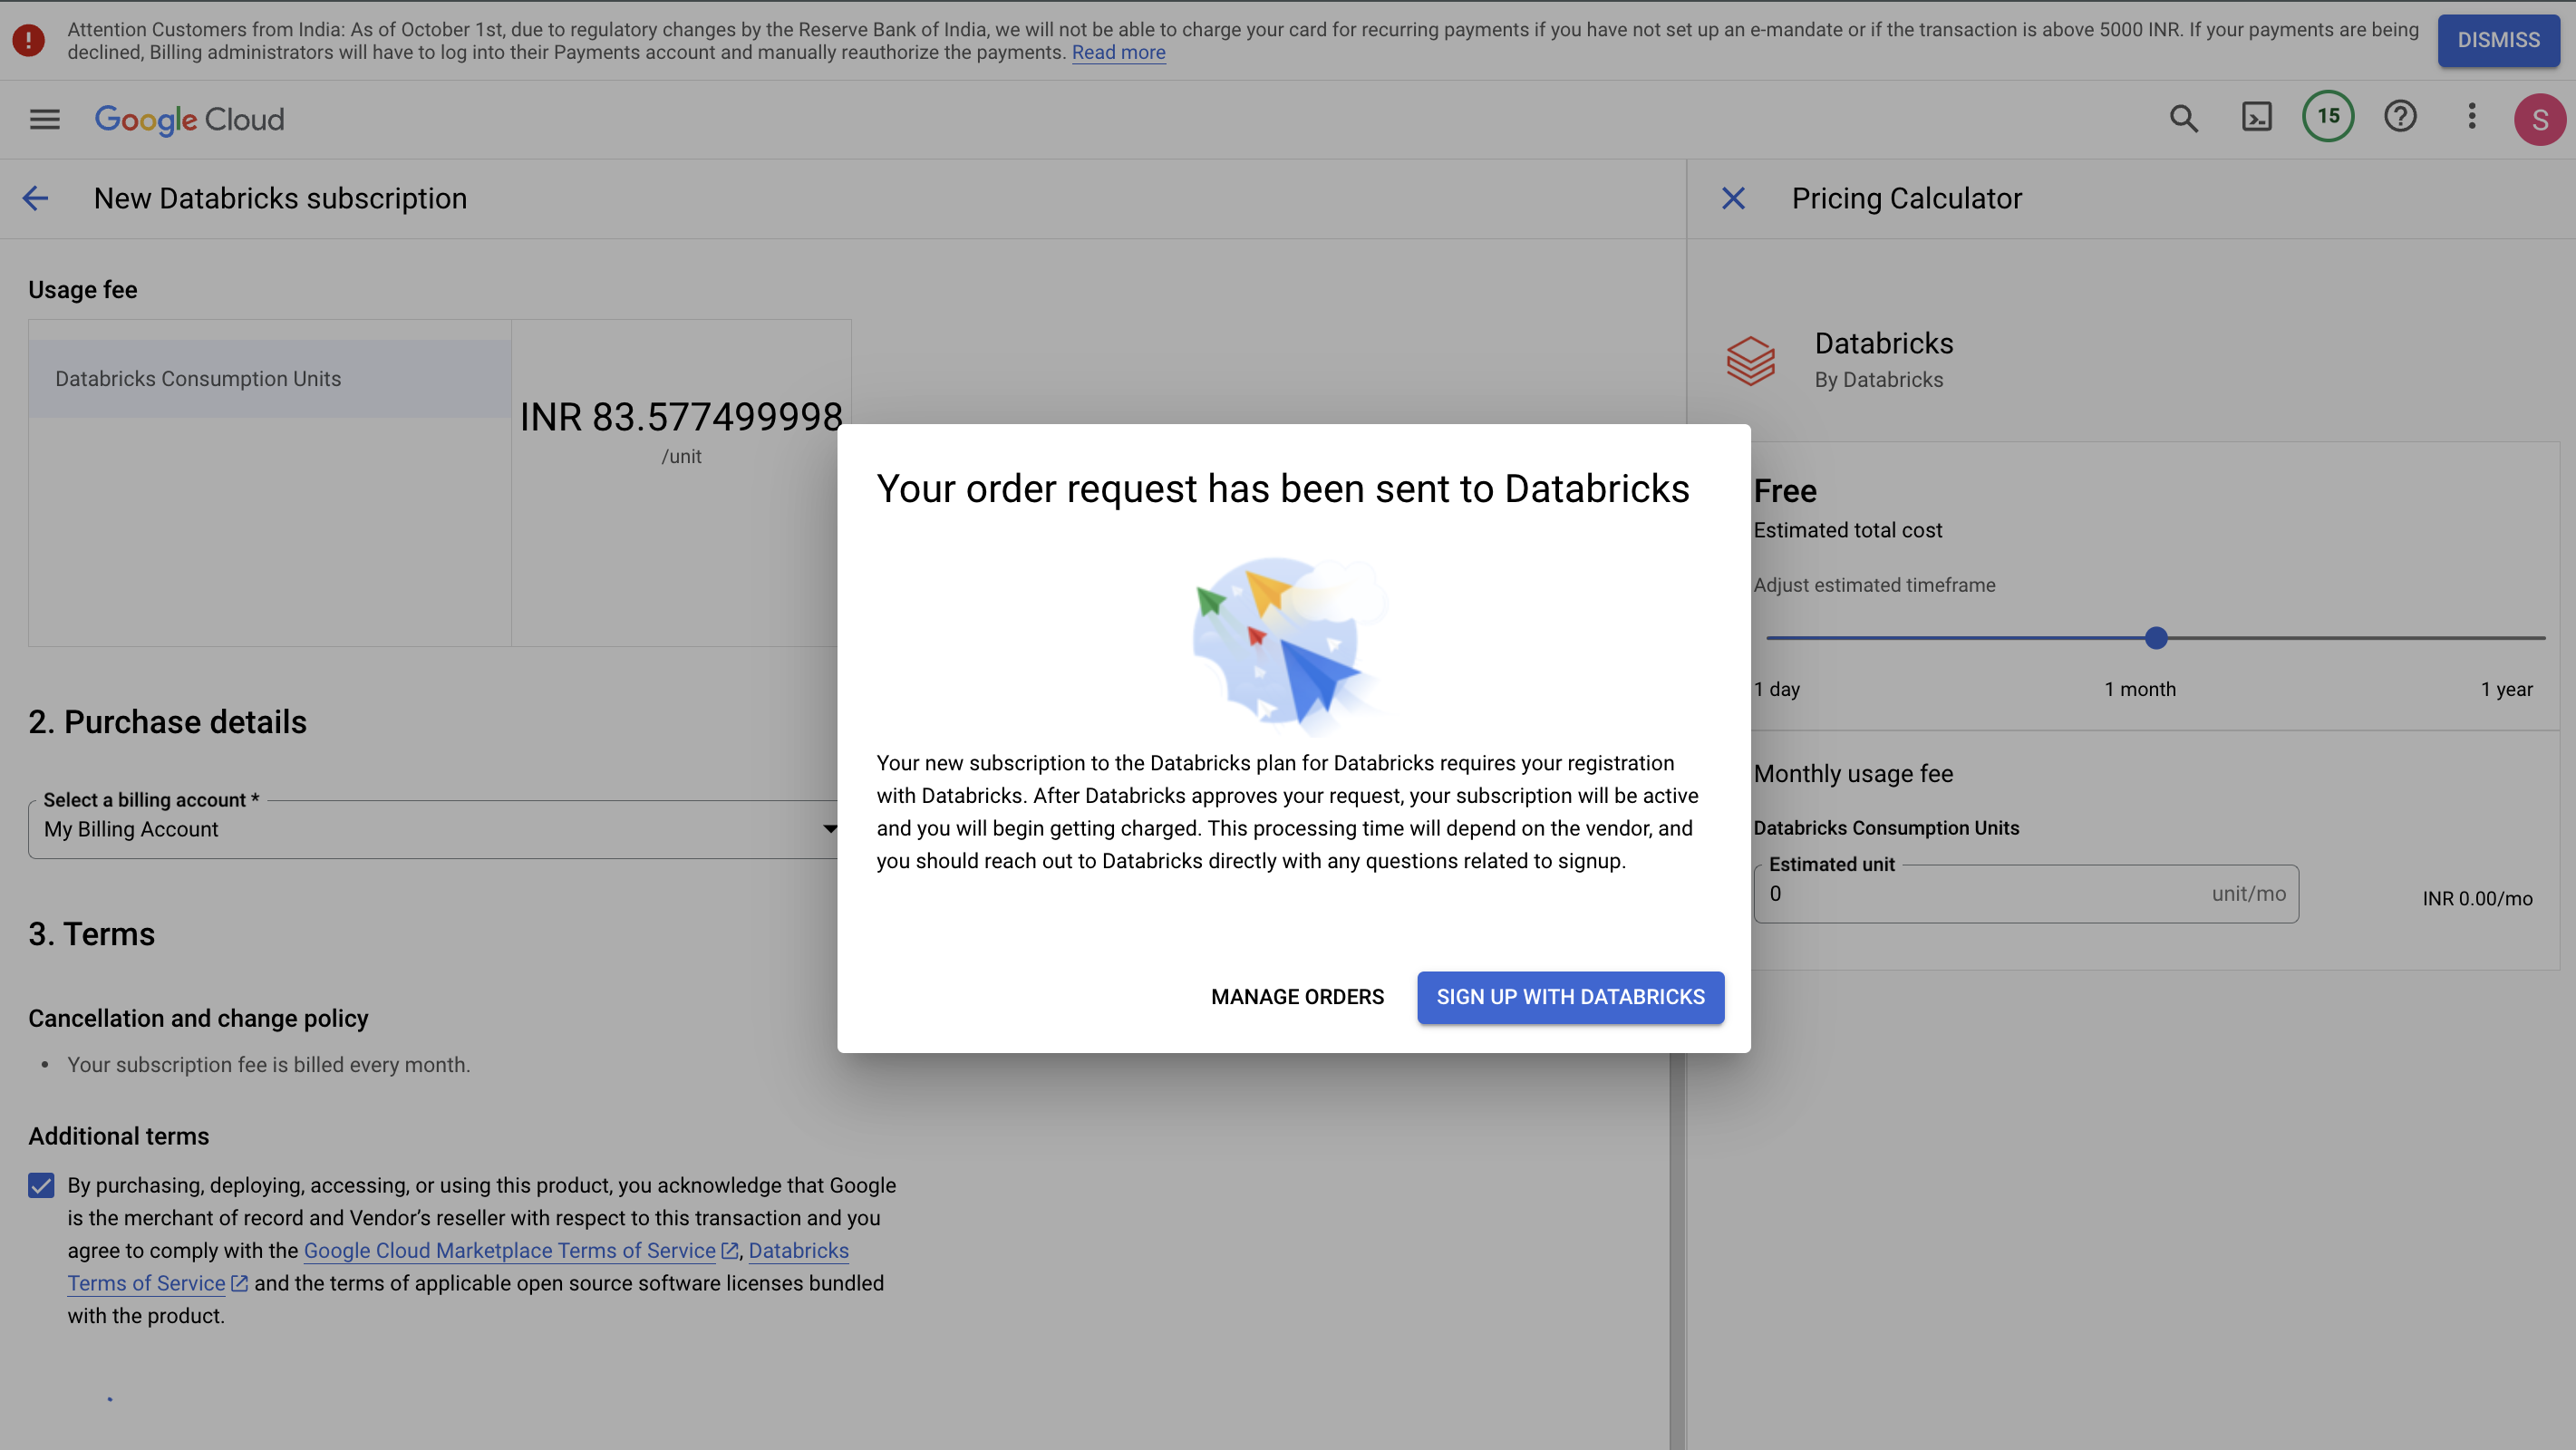 Attention Customers from India: As of October 1st, due to regulatory changes by the Reserve Bank of India, we will not be able to charge your card for recurring payments if you have not set up an e-mandate or if the transaction is above 5000 INR. If your payments are being
declined, Billing administrators will have to log into their Payments account and manually reauthorize the payments. Read more
DISMISS
Google Cloud
15
S
New Databricks subscription
Usage fee
Databricks Consumption Units
INR 83.577499998
/unit
2. Purchase details
Select a billing account *
My Billing Account
3. Terms
Cancellation and change policy
• Your subscription fee is billed every month.
Additional terms
By purchasing, deploying, accessing, or using this product, you acknowledge that Google
is the merchant of record and Vendor’s reseller with respect to this transaction and you
agree to comply with the Google Cloud Marketplace Terms of Service, Databricks
Terms of Service and the terms of applicable open source software licenses bundled
with the product.
Your order request has been sent to Databricks
Your new subscription to the Databricks plan for Databricks requires your registration
with Databricks. After Databricks approves your request, your subscription will be active
and you will begin getting charged. This processing time will depend on the vendor, and
you should reach out to Databricks directly with any questions related to signup.
MANAGE ORDERS
SIGN UP WITH DATABRICKS
Pricing Calculator
Databricks
By Databricks
Free
Estimated total cost
Adjust estimated timeframe
1 day
1 month
1 year
Monthly usage fee
Databricks Consumption Units
Estimated unit
0
unit/mo
INR 0.00/mo